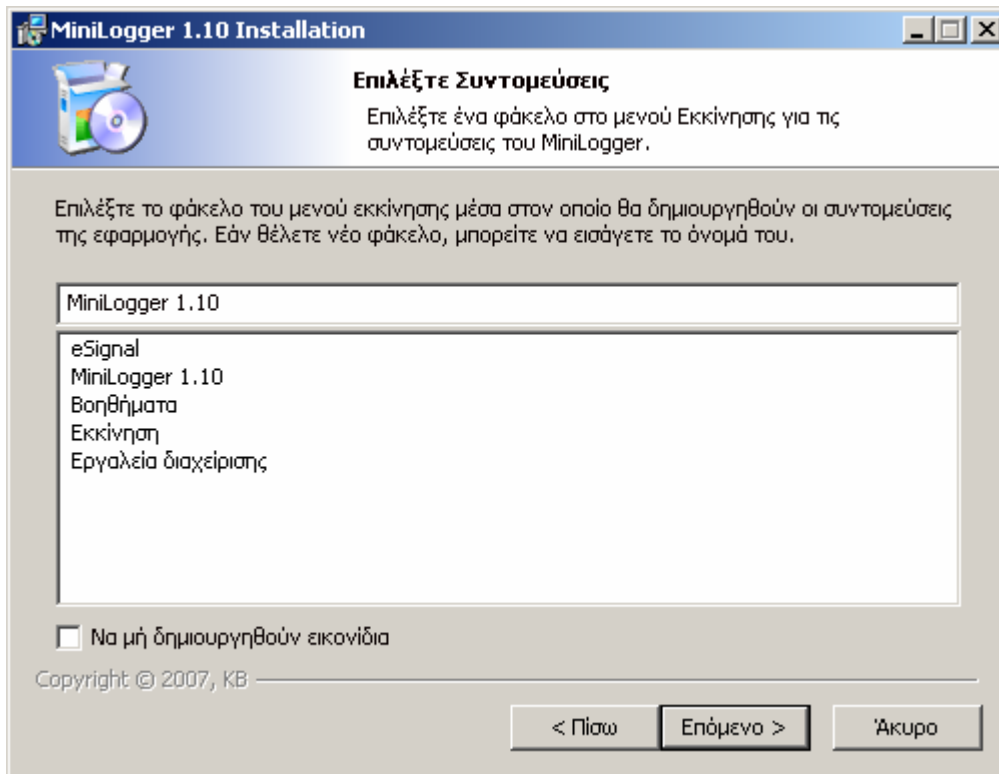 MiniLogger 1.10 Installation
Επιλέξτε Συντομεύσεις
Επιλέξτε ένα φάκελο στο μενού Εκκίνησης για τις
συντομεύσεις του MiniLogger.
Επιλέξτε το φάκελο του μενού εκκίνησης μέσα στον οποίο θα δημιουργηθούν οι συντομεύσεις
της εφαρμογής. Εάν θέλετε νέο φάκελο, μπορείτε να εισάγετε το όνομά του.
MiniLogger 1.10
eSignal
MiniLogger 1.10
Βοηθήματα
Εκκίνηση
Εργαλεία διαχείρισης
Να μή δημιουργηθούν εικονίδια
Copyright © 2007, KB
< Πίσω Επόμενο > Άκυρο